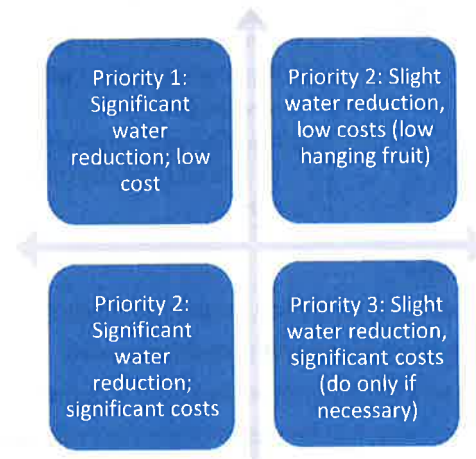 Priority 1:
Significant
water
reduction; low
cost
Priority 2: Slight
water reduction,
low costs (low
hanging fruit)
Priority 2:
Significant
water
reduction;
significant costs
Priority 3: Slight
water reduction,
significant costs
(do only if
necessary)